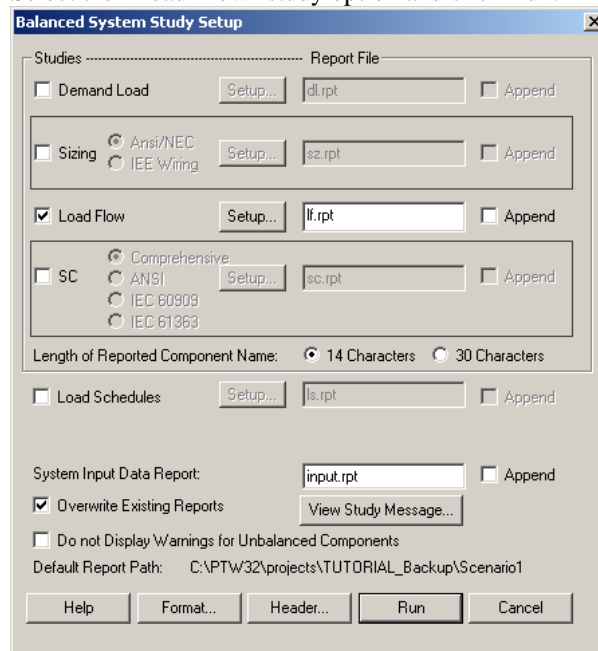 Balanced System Study Setup
Studies ------------------------------------------------ Report File
Demand Load Setup... dl.rpt Append
Sizing Ansi/NEC Setup... sz.rpt Append
IEE Wiring
Load Flow Setup... lf.rpt Append
Comprehensive
SC ANSI Setup... sc.rpt Append
IEC 60909
IEC 61363
Length of Reported Component Name: 14 Characters 30 Characters
Load Schedules Setup... ls.rpt Append
System Input Data Report: input.rpt Append
Overwrite Existing Reports View Study Message...
Do not Display Warnings for Unbalanced Components
Default Report Path: C:\PTW32\projects\TUTORIAL_Backup\Scenario1
Help Format... Header... Run Cancel